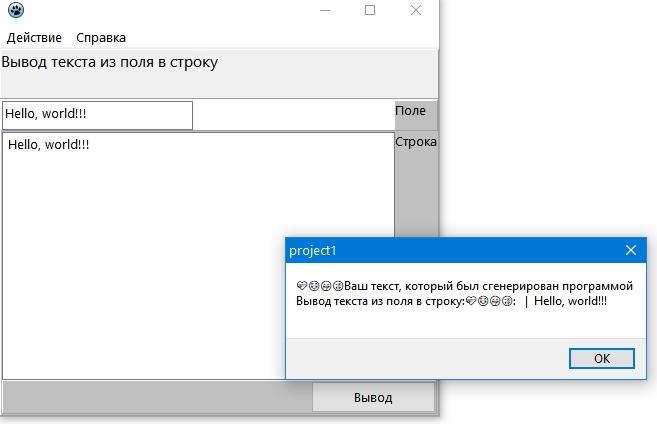 Действие Справка
Вывод текста из поля в строку
Hello, world!!! Поле
Hello, world!!! Строка
project1
Ваш текст, который был сгенерирован программой
Вывод текста из поля в строку:: | Hello, world!!!
OK
Вывод